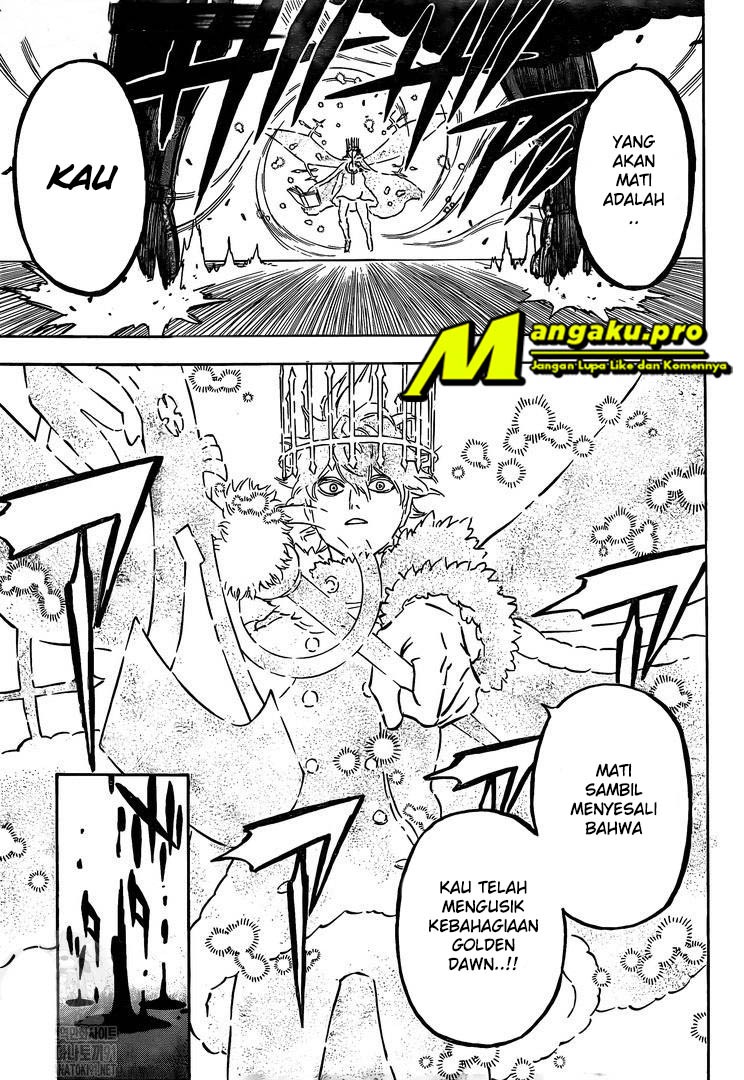 YANG
AKAN
MATI
ADALAH
..
KAU
Mangaku.pro
Jangan Lupa Like dan Komennya
MATI
SAMBIL
MENYESALI
BAHWA
KAU TELAH
MENGUSIK
KEBAHAGIAAN
GOLDEN
DAWN..!!